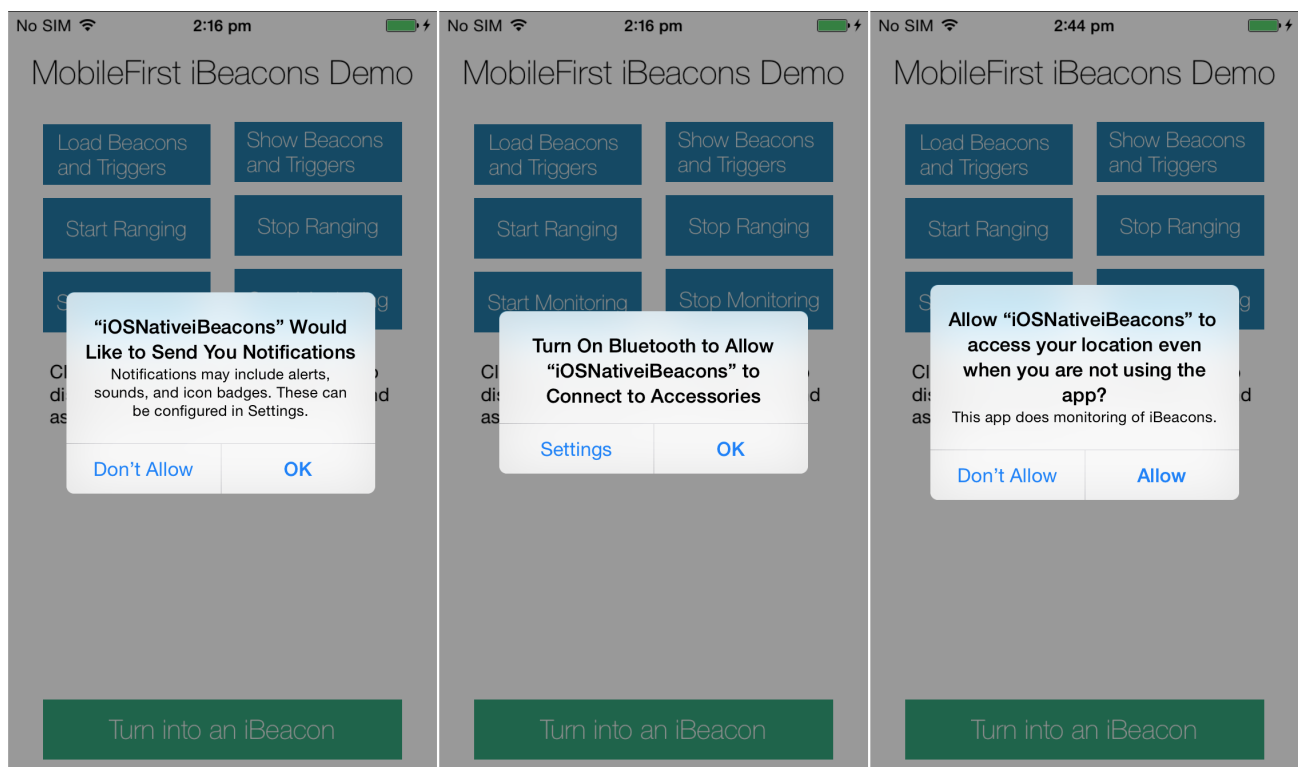 No SIM 2:16 pm
MobileFirst iBeacons Demo
Load Beacons
and Triggers
Show Beacons
and Triggers
Start Ranging
Stop Ranging
“iOSNativeiBeacons” Would
Like to Send You Notifications
Notifications may include alerts,
sounds, and icon badges. These can
be configured in Settings.
Don’t Allow
OK
Turn into an iBeacon
No SIM 2:16 pm
MobileFirst iBeacons Demo
Load Beacons
and Triggers
Show Beacons
and Triggers
Start Ranging
Stop Ranging
Start Monitoring
Stop Monitoring
Turn On Bluetooth to Allow
“iOSNativeiBeacons” to
Connect to Accessories
Settings
OK
Turn into an iBeacon
No SIM 2:44 pm
MobileFirst iBeacons Demo
Load Beacons
and Triggers
Show Beacons
and Triggers
Start Ranging
Stop Ranging
Allow “iOSNativeiBeacons” to
access your location even
when you are not using the
app?
This app does monitoring of iBeacons.
Don’t Allow
Allow
Turn into an iBeacon